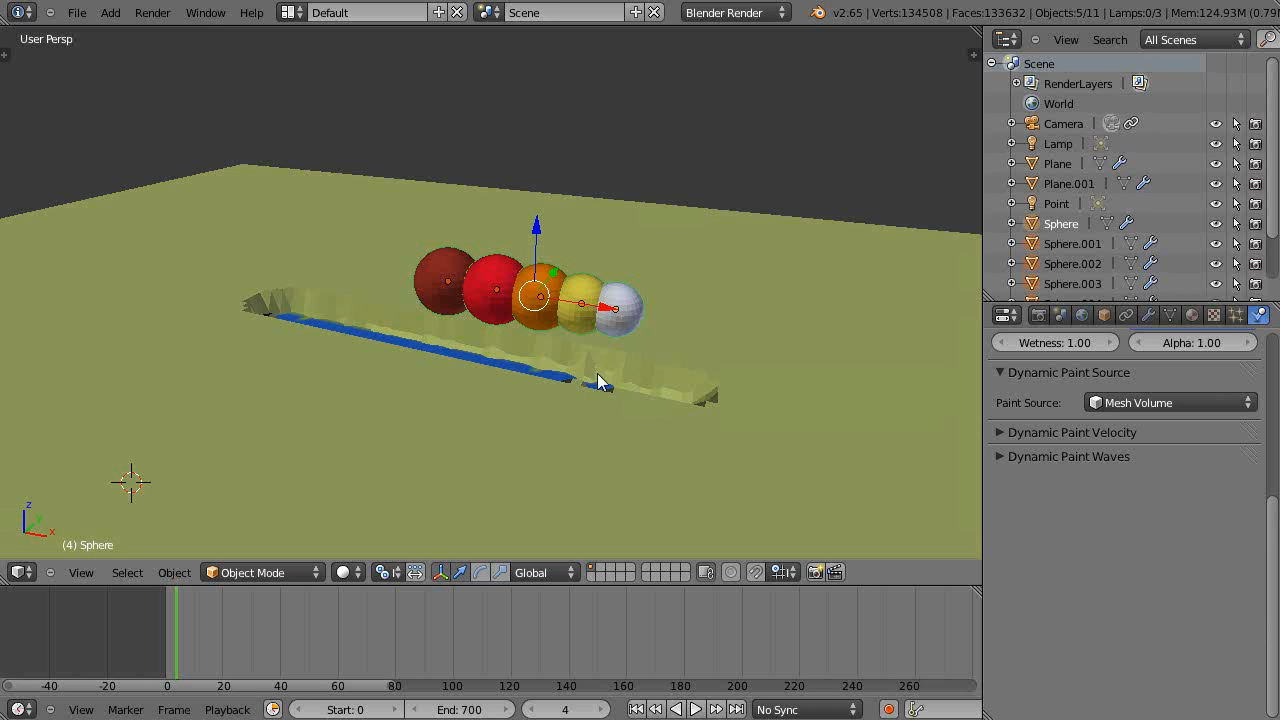 File Add Render Window Help Default Scene Blender Render v2.65 | Verts:134508 | Faces:133632 | Objects:5/11 | Lamps:0/3 | Mem:124.93M (0.79
User Persp
View Search All Scenes
Scene
RenderLayers
World
Camera
Lamp
Plane
Plane.001
Point
Sphere
Sphere.001
Sphere.002
Sphere.003
Wetness: 1.00 Alpha: 1.00
Dynamic Paint Source
Paint Source: Mesh Volume
Dynamic Paint Velocity
Dynamic Paint Waves
z
y
x
(4) Sphere
View Select Object Object Mode Global
-40 -20 0 20 40 60 80 100 120 140 160 180 200 220 240 260
View Marker Frame Playback Start: 0 End: 700 4 No Sync